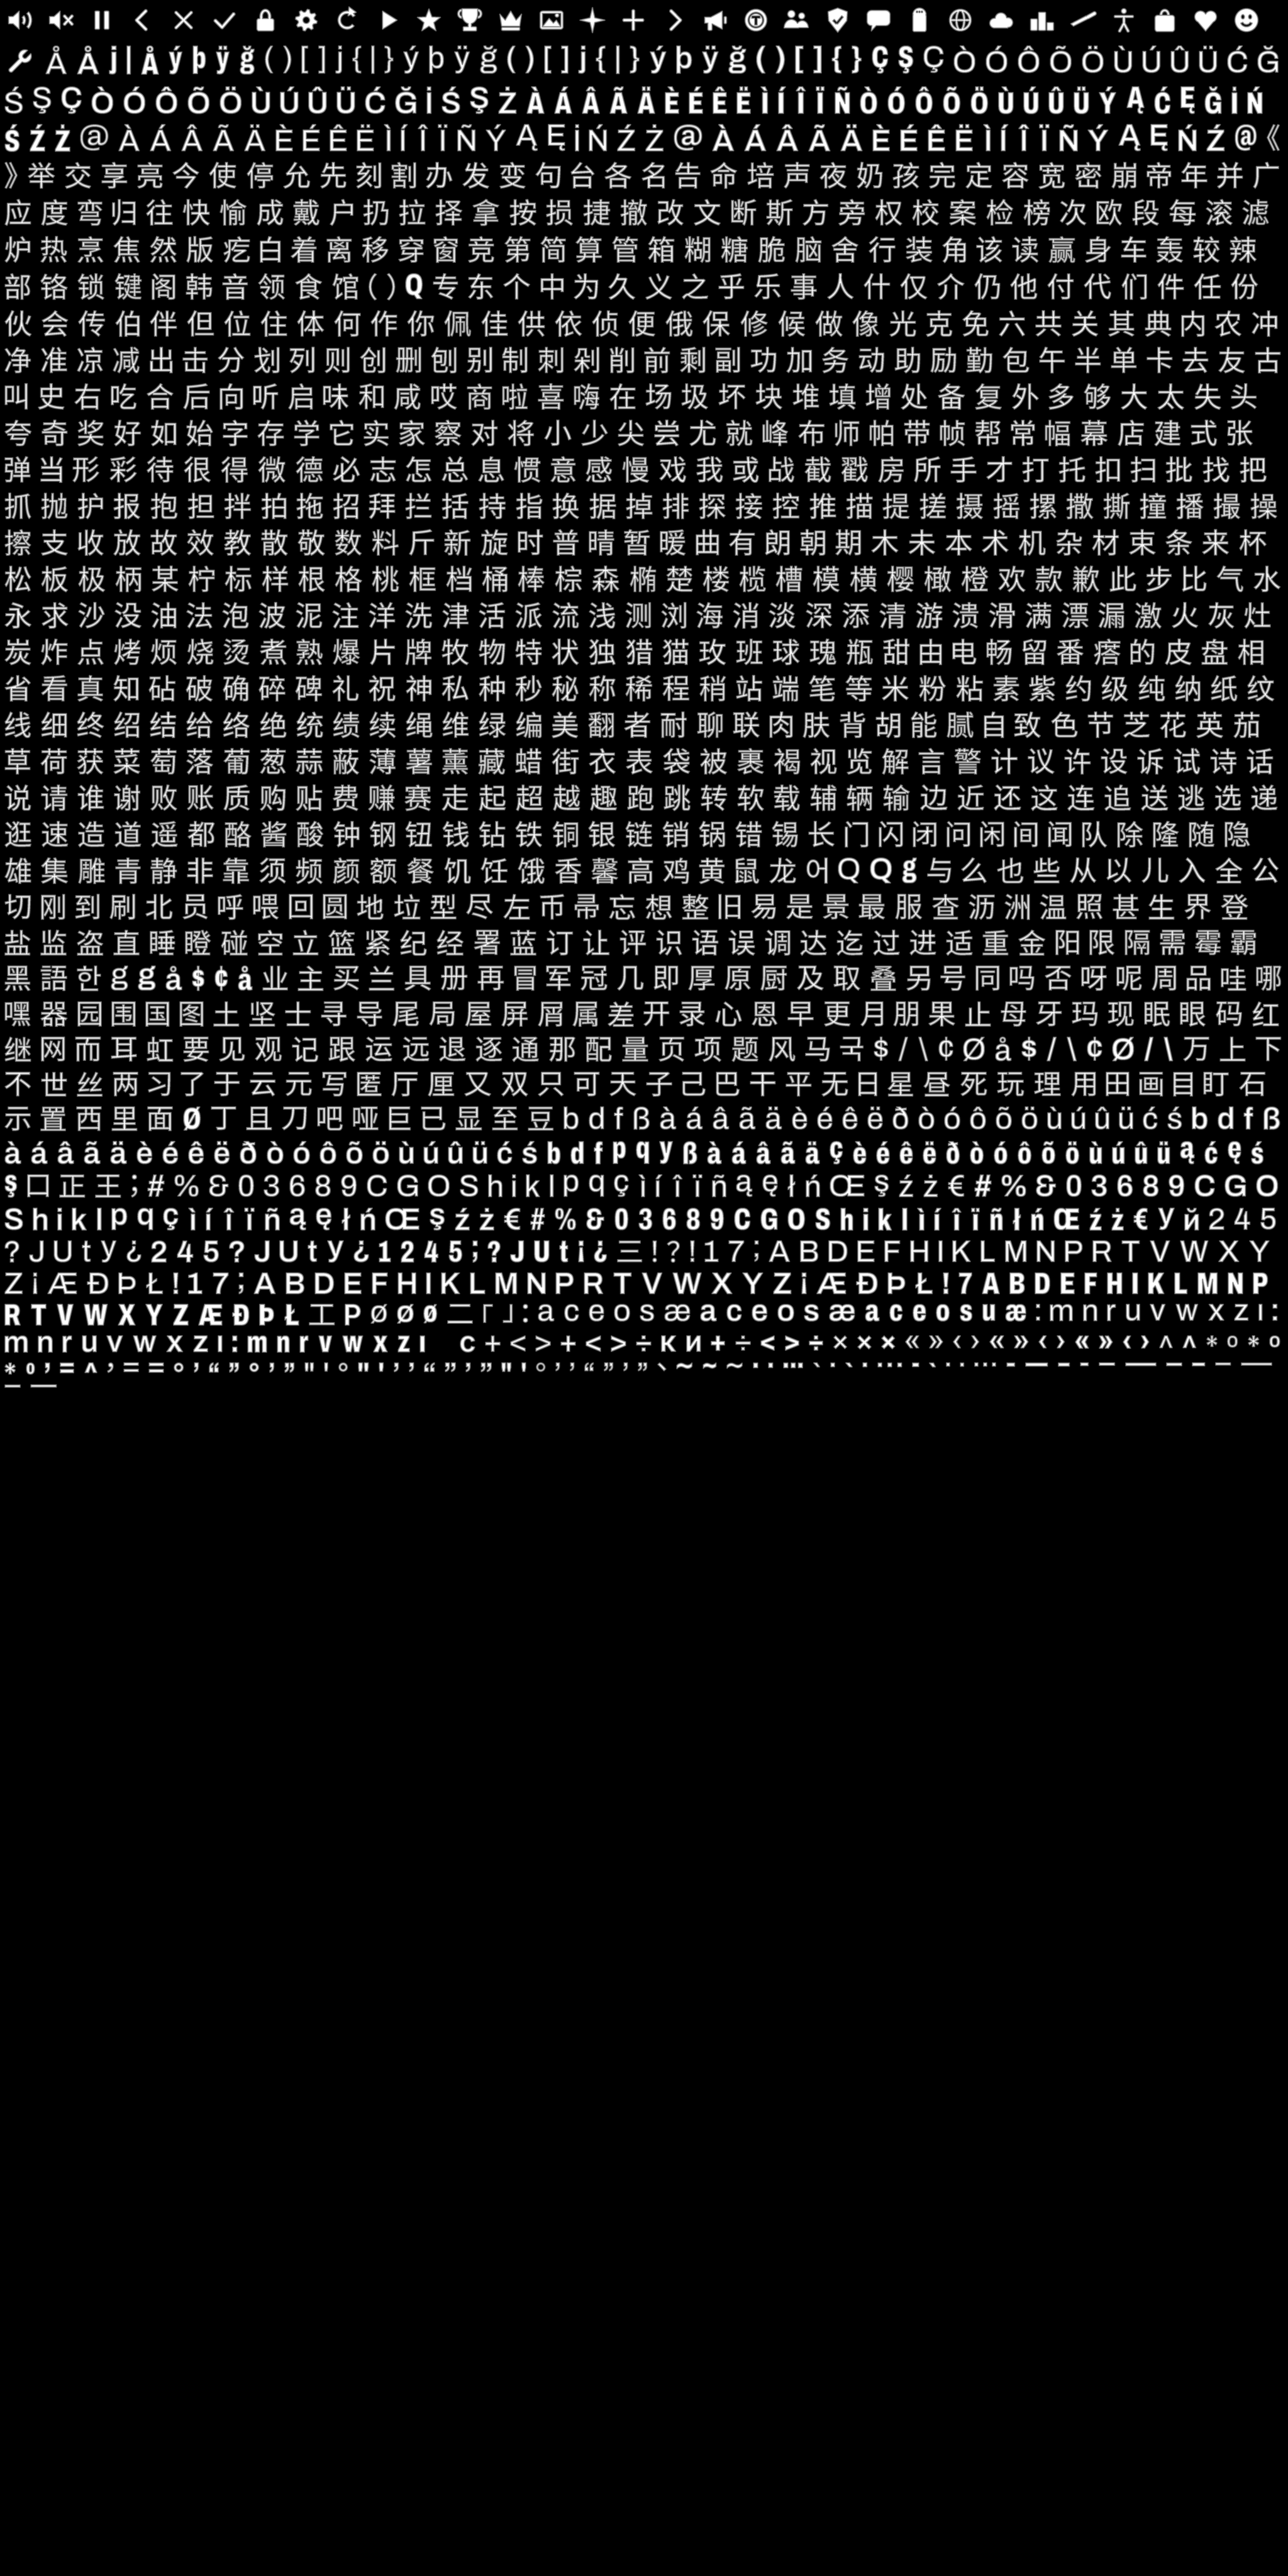 Å Å j | Å ý þ ÿ ğ ( ) [ ] j { | } ý þ ÿ ğ ( ) [ ] j { | } ý þ ÿ ğ ( ) [ ] { } Ç Ş Ç Ò Ó Ô Õ Ö Ù Ú Û Ü Ć Ğ
Ś Ş Ç Ò Ó Ô Õ Ö Ù Ú Û Ü Ć Ğ İ Ś Ş Ż À Á Â Ã Ä È É Ê Ë Ì Í Î Ï Ñ Ò Ó Ô Õ Ö Ù Ú Û Ü Ý Ą Ć Ę Ğ İ Ń
Ś Ź Ż @ À Á Â Ã Ä È É Ê Ë Ì Í Î Ï Ñ Ý Ą Ę İ Ń Ź Ż @ À Á Â Ã Ä È É Ê Ë Ì Í Î Ï Ñ Ý Ą Ę Ń Ź @ 《
》 举 交 享 亮 今 使 停 允 先 刻 割 办 发 变 句 台 各 名 告 命 培 声 夜 奶 孩 完 定 容 宽 密 崩 帝 年 并 广
应 度 弯 归 往 快 愉 成 戴 户 扔 拉 择 拿 按 损 捷 撤 改 文 断 斯 方 旁 权 校 案 检 榜 次 欧 段 每 滚 滤
炉 热 烹 焦 然 版 疙 白 着 离 移 穿 窗 竞 第 简 算 管 箱 糊 糖 脆 脑 舍 行 装 角 该 读 赢 身 车 轰 较 辣
部 铬 锁 键 阁 韩 音 领 食 馆 ( ) Q 专 东 个 中 为 久 义 之 乎 乐 事 人 什 仅 介 仍 他 付 代 们 件 任 份
伙 会 传 伯 伴 但 位 住 体 何 作 你 佩 佳 供 依 侦 便 俄 保 修 候 做 像 光 克 免 六 共 关 其 典 内 农 冲
净 准 凉 减 出 击 分 划 列 则 创 删 刨 别 制 刺 剁 削 前 剩 副 功 加 务 动 助 励 勤 包 午 半 单 卡 去 友 古
叫 史 右 吃 合 后 向 听 启 味 和 咸 哎 商 啦 喜 嗨 在 场 圾 坏 块 堆 填 增 处 备 复 外 多 够 大 太 失 头
夸 奇 奖 好 如 始 字 存 学 它 实 家 察 对 将 小 少 尖 尝 尤 就 峰 布 师 帕 带 帧 帮 常 幅 幕 店 建 式 张
弹 当 形 彩 待 很 得 微 德 必 志 怎 总 息 惯 意 感 慢 戏 我 或 战 截 戳 房 所 手 才 打 托 扣 扫 批 找 把
抓 抛 护 报 抱 担 拌 拍 拖 招 拜 拦 括 持 指 换 据 掉 排 探 接 控 推 描 提 搓 摄 摇 摞 撒 撕 撞 播 撮 操
擦 支 收 放 故 效 教 散 敬 数 料 斤 新 旋 时 普 晴 暂 暖 曲 有 朗 朝 期 木 未 本 术 机 杂 材 束 条 来 杯
松 板 极 柄 某 柠 标 样 根 格 桃 框 档 桶 棒 棕 森 椭 楚 楼 榄 槽 模 横 樱 橄 橙 欢 款 歉 此 步 比 气 水
永 求 沙 没 油 法 泡 波 泥 注 洋 洗 津 活 派 流 浅 测 浏 海 消 淡 深 添 清 游 溃 滑 满 漂 漏 激 火 灰 灶
炭 炸 点 烤 烦 烧 烫 煮 熟 爆 片 牌 牧 物 特 状 独 猎 猫 玫 班 球 瑰 瓶 甜 由 电 畅 留 番 瘩 的 皮 盘 相
省 看 真 知 砧 破 确 碎 碑 礼 祝 神 私 种 秒 秘 称 稀 程 稍 站 端 笔 等 米 粉 粘 素 紫 约 级 纯 纳 纸 纹
线 细 终 绍 结 给 络 绝 统 绩 续 绳 维 绿 编 美 翻 者 耐 聊 联 肉 肤 背 胡 能 腻 自 致 色 节 芝 花 英 茄
草 荷 获 菜 萄 落 葡 葱 蒜 蔽 薄 薯 薰 藏 蜡 街 衣 表 袋 被 裹 褐 视 览 解 言 警 计 议 许 设 诉 试 诗 话
说 请 谁 谢 败 账 质 购 贴 费 赚 赛 走 起 超 越 趣 跑 跳 转 软 载 辅 辆 输 边 近 还 这 连 追 送 逃 选 递
逛 速 造 道 遥 都 酪 酱 酸 钟 钢 钮 钱 钻 铁 铜 银 链 销 锅 错 锡 长 门 闪 闭 问 闲 间 闻 队 除 隆 随 隐
雄 集 雕 青 静 非 靠 须 频 颜 额 餐 饥 饪 饿 香 馨 高 鸡 黄 鼠 龙 어 Q Q g 与 么 也 些 从 以 儿 入 全 公
切 刚 到 刷 北 员 呼 喂 回 圆 地 垃 型 尽 左 币 帚 忘 想 整 旧 易 是 景 最 服 查 沥 洲 温 照 甚 生 界 登
盐 监 盗 直 睡 瞪 碰 空 立 篮 紧 纪 经 署 蓝 订 让 评 识 语 误 调 达 迄 过 进 适 重 金 阳 限 隔 需 霉 霸
黑 語 한 g g å $ ¢ å 业 主 买 兰 具 册 再 冒 军 冠 几 即 厚 原 厨 及 取 叠 另 号 同 吗 否 呀 呢 周 品 哇 哪
嘿 器 园 围 国 图 土 坚 士 寻 导 尾 局 屋 屏 屑 属 差 开 录 心 恩 早 更 月 朋 果 止 母 牙 玛 现 眠 眼 码 红
继 网 而 耳 虹 要 见 观 记 跟 运 远 退 逐 通 那 配 量 页 项 题 风 马 국 $ / \ ¢ Ø å $ / \ ¢ Ø / \ 万 上 下
不 世 丝 两 习 了 于 云 元 写 匿 厅 厘 又 双 只 可 天 子 己 巴 干 平 无 日 星 昼 死 玩 理 用 田 画 目 盯 石
示 置 西 里 面 Ø 丁 且 刀 吧 哑 巨 已 显 至 豆 b d f ß à á â ã ä è é ê ë ð ò ó ô õ ö ù ú û ü ć ś b d f ß
à á â ã ä è é ê ë ð ò ó ô õ ö ù ú û ü ć ś b d f p q y ß à á â ã ä ç è é ê ë ð ò ó ô õ ö ù ú û ü ą ć ę ś
ş 口 正 王 ; # % & 0 3 6 8 9 C G O S h i k l p q ç ì í î ï ñ ą ę ł ń Œ ş ź ż € # % & 0 3 6 8 9 C G O
S h i k l p q ç ì í î ï ñ ą ę ł ń Œ ş ź ż € # % & 0 3 6 8 9 C G O S h i k l ì í î ï ñ ł ń Œ ź ż € y й 2 4 5
? J U t y ¿ 2 4 5 ? J U t y ¿ 1 2 4 5 ; ? J U t ¡ ¿ 三 ! ? ! 1 7 ; A B D E F H I K L M N P R T V W X Y
Z ¡ Æ Đ Þ Ł ! 1 7 ; A B D E F H I K L M N P R T V W X Y Z ¡ Æ Đ Þ Ł ! 7 A B D E F H I K L M N P
R T V W X Y Z Æ Đ Þ Ł 工 Р ø ø ø 二 「 」 : a c e o s æ a c e o s æ a c e o s u æ : m n r u v w x z ı :
m n r u v w x z ı : m n r v w x z ı с + < > + < > ÷ к и + ÷ < > ÷ × × × « » ‹ › « » ‹ › « » ‹ › ^ ^ * º * º
* º ’ = ^ ’ = = ° ’ “ ” ° ’ ” " ' ° " ' ’ ’ “ ” ’ ” " ' ° ’ ’ “ ” ’ ”